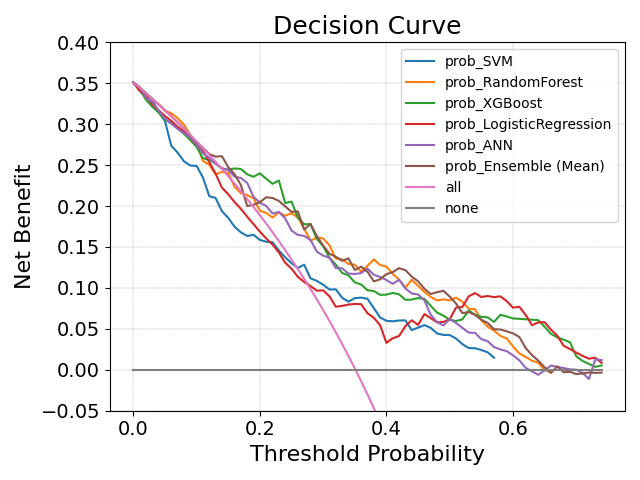 Decision Curve
Net Benefit
0.40
0.35
0.30
0.25
0.20
0.15
0.10
0.05
0.00
−0.05
prob_SVM
prob_RandomForest
prob_XGBoost
prob_LogisticRegression
prob_ANN
prob_Ensemble (Mean)
all
none
0.0 0.2 0.4 0.6
Threshold Probability